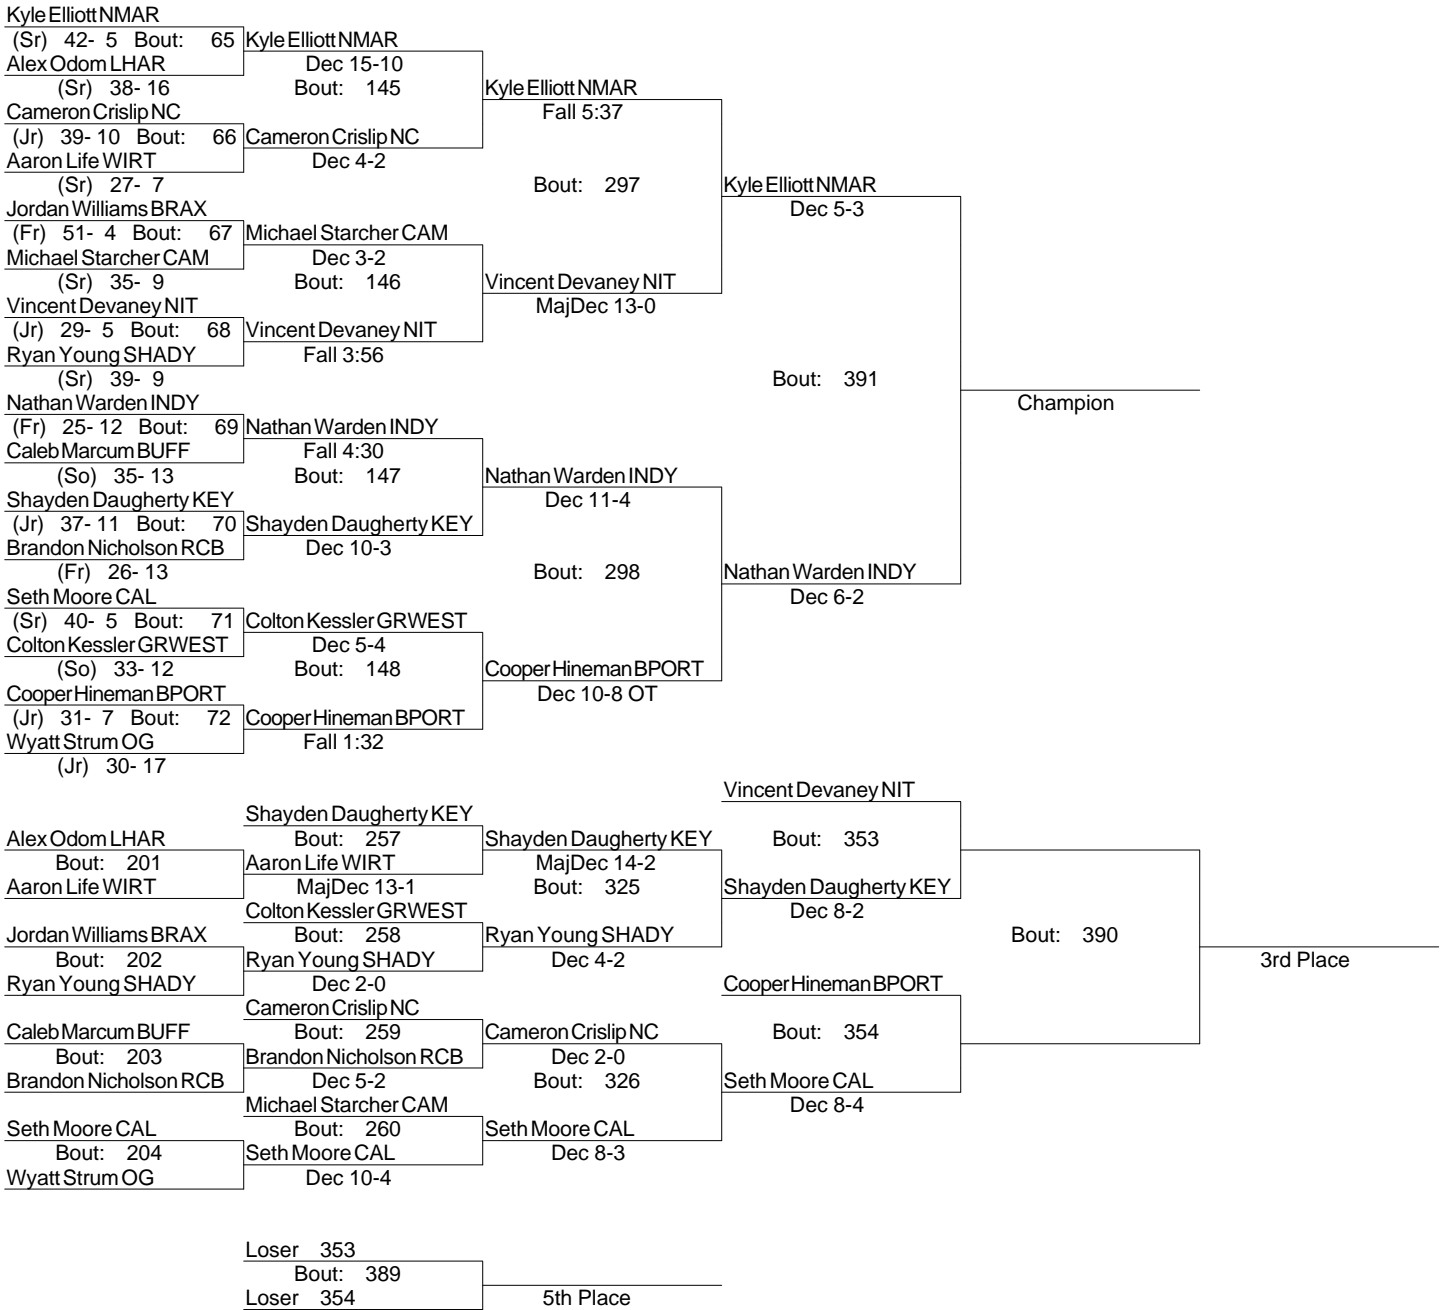 Kyle Elliott NMAR
(Sr) 42- 5 Bout: 65 Kyle Elliott NMAR
Alex Odom LHAR Dec 15-10
(Sr) 38- 16 Bout: 145 Kyle Elliott NMAR
Cameron Crislip NC Fall 5:37
(Jr) 39- 10 Bout: 66 Cameron Crislip NC
Aaron Life WIRT Dec 4-2
(Sr) 27- 7 Bout: 297 Kyle Elliott NMAR
Jordan Williams BRAX Dec 5-3
(Fr) 51- 4 Bout: 67 Michael Starcher CAM
Michael Starcher CAM Dec 3-2
(Sr) 35- 9 Bout: 146 Vincent Devaney NIT
Vincent Devaney NIT MajDec 13-0
(Jr) 29- 5 Bout: 68 Vincent Devaney NIT
Ryan Young SHADY Fall 3:56
(Sr) 39- 9 Bout: 391
Nathan Warden INDY Champion
(Fr) 25- 12 Bout: 69 Nathan Warden INDY
Caleb Marcum BUFF Fall 4:30
(So) 35- 13 Bout: 147 Nathan Warden INDY
Shayden Daugherty KEY Dec 11-4
(Jr) 37- 11 Bout: 70 Shayden Daugherty KEY
Brandon Nicholson RCB Dec 10-3
(Fr) 26- 13 Bout: 298 Nathan Warden INDY
Seth Moore CAL Dec 6-2
(Sr) 40- 5 Bout: 71 Colton Kessler GRWEST
Colton Kessler GRWEST Dec 5-4
(So) 33- 12 Bout: 148 Cooper Hineman BPORT
Cooper Hineman BPORT Dec 10-8 OT
(Jr) 31- 7 Bout: 72 Cooper Hineman BPORT
Wyatt Strum OG Fall 1:32
(Jr) 30- 17
Vincent Devaney NIT
Shayden Daugherty KEY
Alex Odom LHAR Bout: 257 Shayden Daugherty KEY Bout: 353
Bout: 201 Aaron Life WIRT MajDec 14-2
Aaron Life WIRT MajDec 13-1 Bout: 325 Shayden Daugherty KEY
Colton Kessler GRWEST Dec 8-2
Jordan Williams BRAX Bout: 258 Ryan Young SHADY Bout: 390
Bout: 202 Ryan Young SHADY Dec 4-2 3rd Place
Ryan Young SHADY Dec 2-0 Cooper Hineman BPORT
Cameron Crislip NC
Caleb Marcum BUFF Bout: 259 Cameron Crislip NC Bout: 354
Bout: 203 Brandon Nicholson RCB Dec 2-0
Brandon Nicholson RCB Dec 5-2 Bout: 326 Seth Moore CAL
Michael Starcher CAM Dec 8-4
Seth Moore CAL Bout: 260 Seth Moore CAL
Bout: 204 Seth Moore CAL Dec 8-3
Wyatt Strum OG Dec 10-4
Loser 353
Bout: 389
Loser 354 5th Place